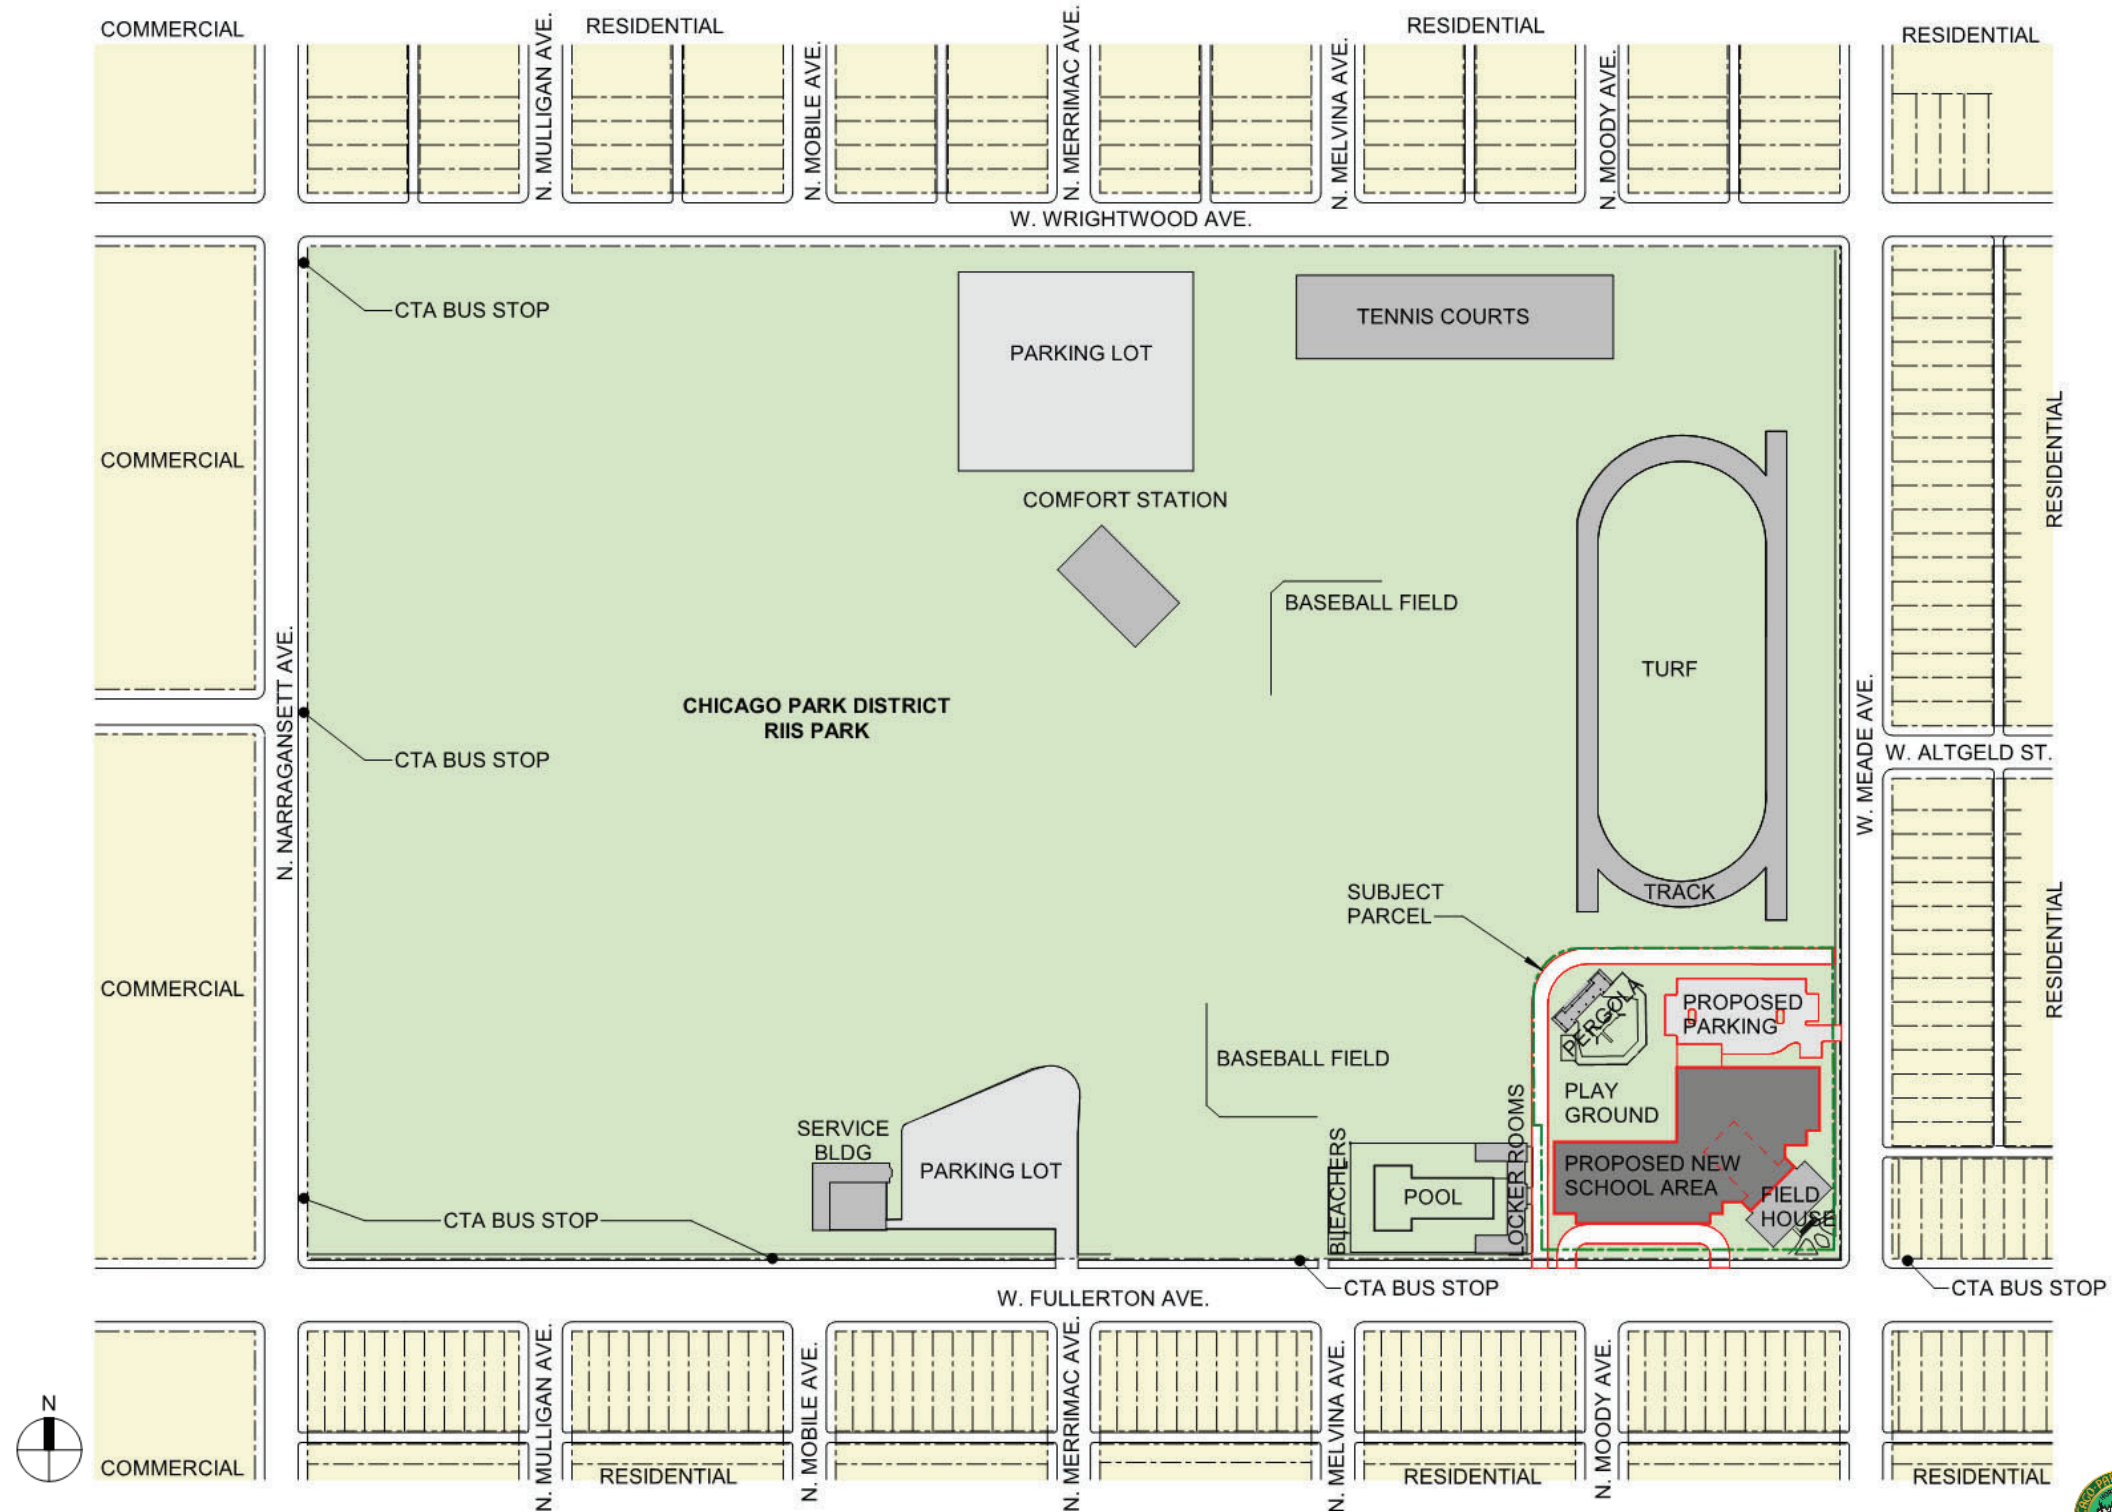 COMMERCIAL
N. MULLIGAN AVE.
RESIDENTIAL
N. MOBILE AVE.
N. MERRIMAC AVE.
N. MELVINA AVE.
RESIDENTIAL
N. MOODY AVE.
RESIDENTIAL
W. WRIGHTWOOD AVE.
CTA BUS STOP
PARKING LOT
TENNIS COURTS
COMMERCIAL
RESIDENTIAL
COMFORT STATION
BASEBALL FIELD
TURF
N. NARRAGANSETT AVE.
CHICAGO PARK DISTRICT
RIIS PARK
CTA BUS STOP
W. MEADE AVE.
W. ALTGELD ST.
SUBJECT
PARCEL
TRACK
COMMERCIAL
RESIDENTIAL
PERGOLA
PROPOSED
PARKING
BASEBALL FIELD
PLAY
GROUND
SERVICE
BLDG
PARKING LOT
BLEACHERS
POOL
LOCKER ROOMS
PROPOSED NEW
SCHOOL AREA
FIELD
HOUSE
CTA BUS STOP
CTA BUS STOP
CTA BUS STOP
W. FULLERTON AVE.
N
COMMERCIAL
N. MULLIGAN AVE.
RESIDENTIAL
N. MOBILE AVE.
N. MERRIMAC AVE.
N. MELVINA AVE.
RESIDENTIAL
N. MOODY AVE.
RESIDENTIAL